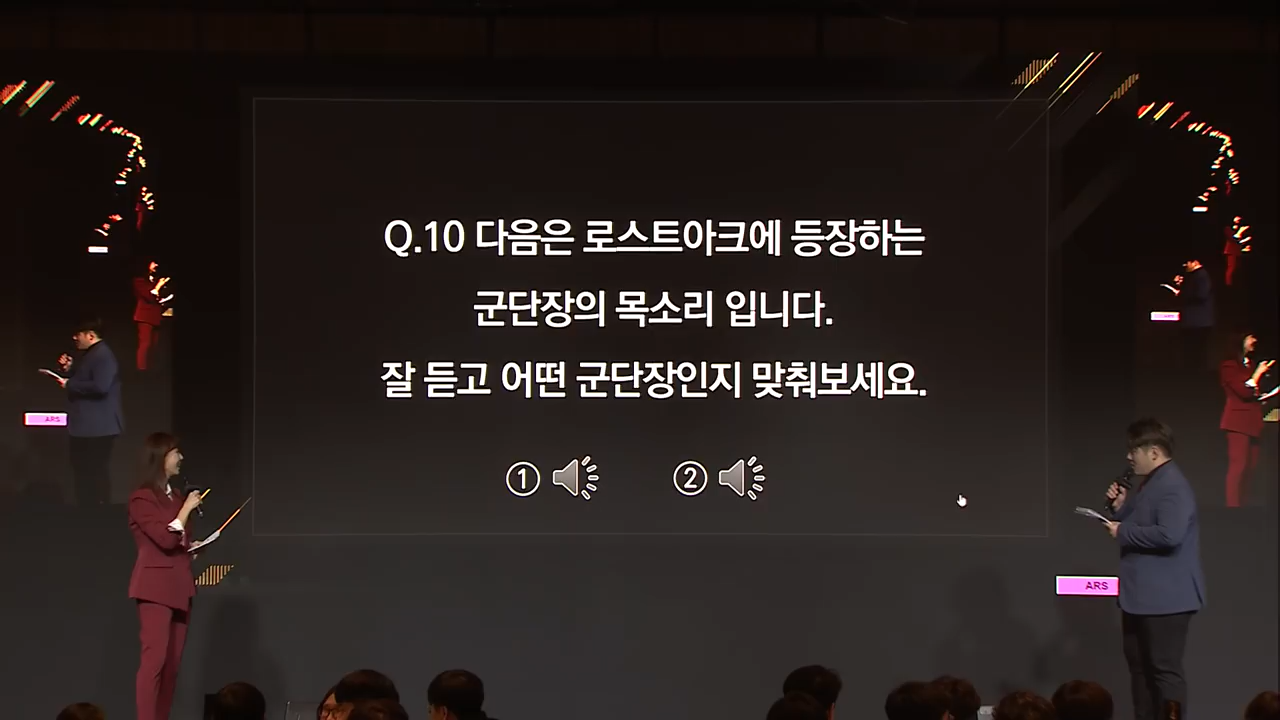 Q.10 다음은 로스트아크에 등장하는
군단장의 목소리 입니다.
잘 듣고 어떤 군단장인지 맞춰보세요.
① ②
ARS
ARS